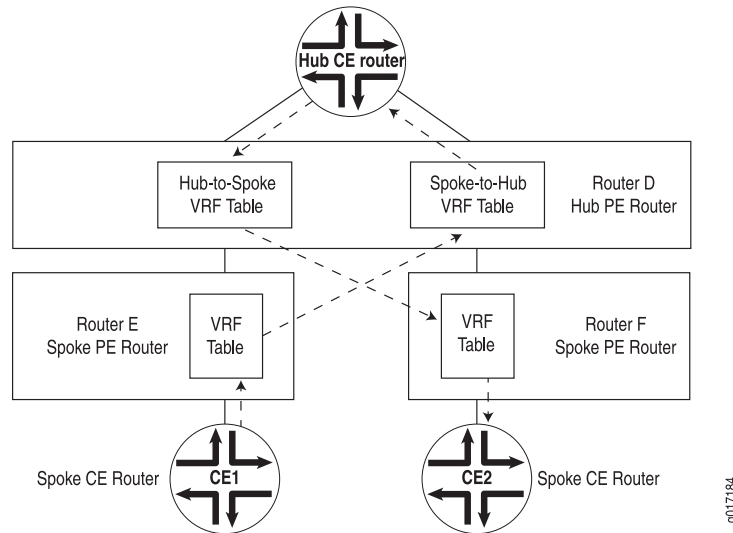 Hub CE router
Hub-to-Spoke
VRF Table
Spoke-to-Hub
VRF Table
Router D
Hub PE Router
Router E
Spoke PE Router
VRF
Table
VRF
Table
Router F
Spoke PE Router
Spoke CE Router
CE1
CE2
Spoke CE Router
g017184